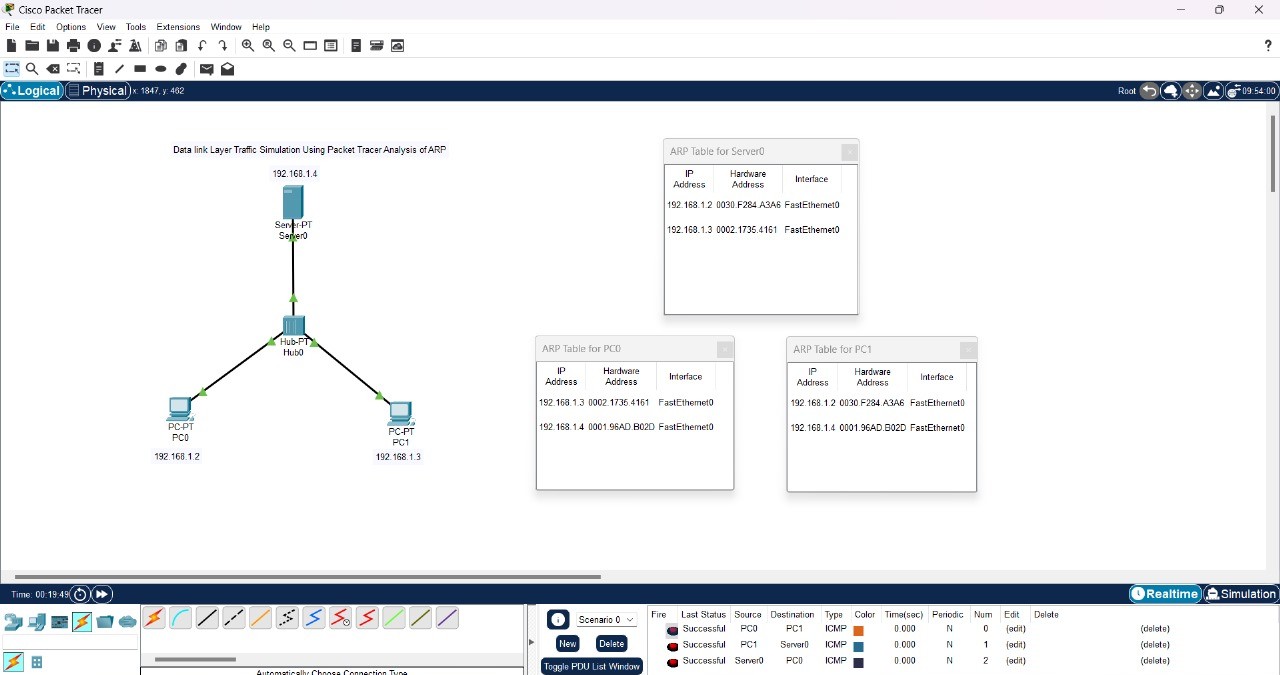 Cisco Packet Tracer
File Edit Options View Tools Extensions Window Help
?
Logical Physical x: 1847, y: 462 Root 09:54:00
Data link Layer Traffic Simulation Using Packet Tracer Analysis of ARP
192.168.1.4
Server-PT
Server0
Hub-PT
Hub0
PC-PT
PC0
192.168.1.2
PC-PT
PC1
192.168.1.3
ARP Table for Server0
IP Address Hardware Address Interface
192.168.1.2 0030.F284.A3A6 FastEthernet0
192.168.1.3 0002.1735.4161 FastEthernet0
ARP Table for PC0
IP Address Hardware Address Interface
192.168.1.3 0002.1735.4161 FastEthernet0
192.168.1.4 0001.96AD.B02D FastEthernet0
ARP Table for PC1
IP Address Hardware Address Interface
192.168.1.2 0030.F284.A3A6 FastEthernet0
192.168.1.4 0001.96AD.B02D FastEthernet0
Time: 00:19:49 Realtime Simulation
Automatically Choose Connection Type
Scenario 0
New Delete
Toggle PDU List Window
Fire Last Status Source Destination Type Color Time(sec) Periodic Num Edit Delete
Successful PC0 PC1 ICMP 0.000 N 0 (edit) (delete)
Successful PC1 Server0 ICMP 0.000 N 1 (edit) (delete)
Successful Server0 PC0 ICMP 0.000 N 2 (edit) (delete)